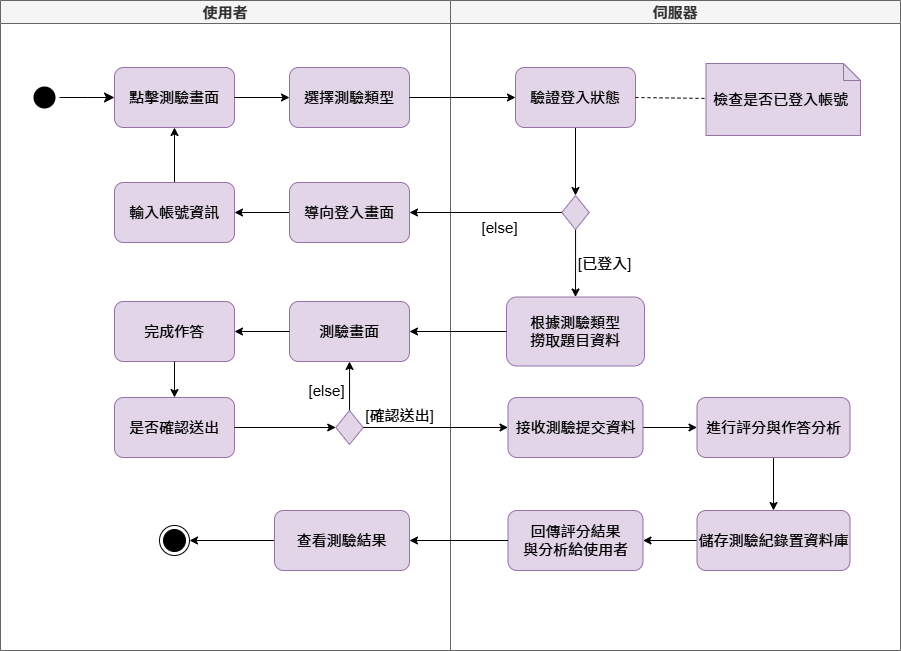 使用者
伺服器
點擊測驗畫面
選擇測驗類型
驗證登入狀態
檢查是否已登入帳號
輸入帳號資訊
導向登入畫面
[else]
[已登入]
完成作答
測驗畫面
根據測驗類型
撈取題目資料
[else]
[確認送出]
是否確認送出
接收測驗提交資料
進行評分與作答分析
查看測驗結果
回傳評分結果
與分析給使用者
儲存測驗紀錄置資料庫